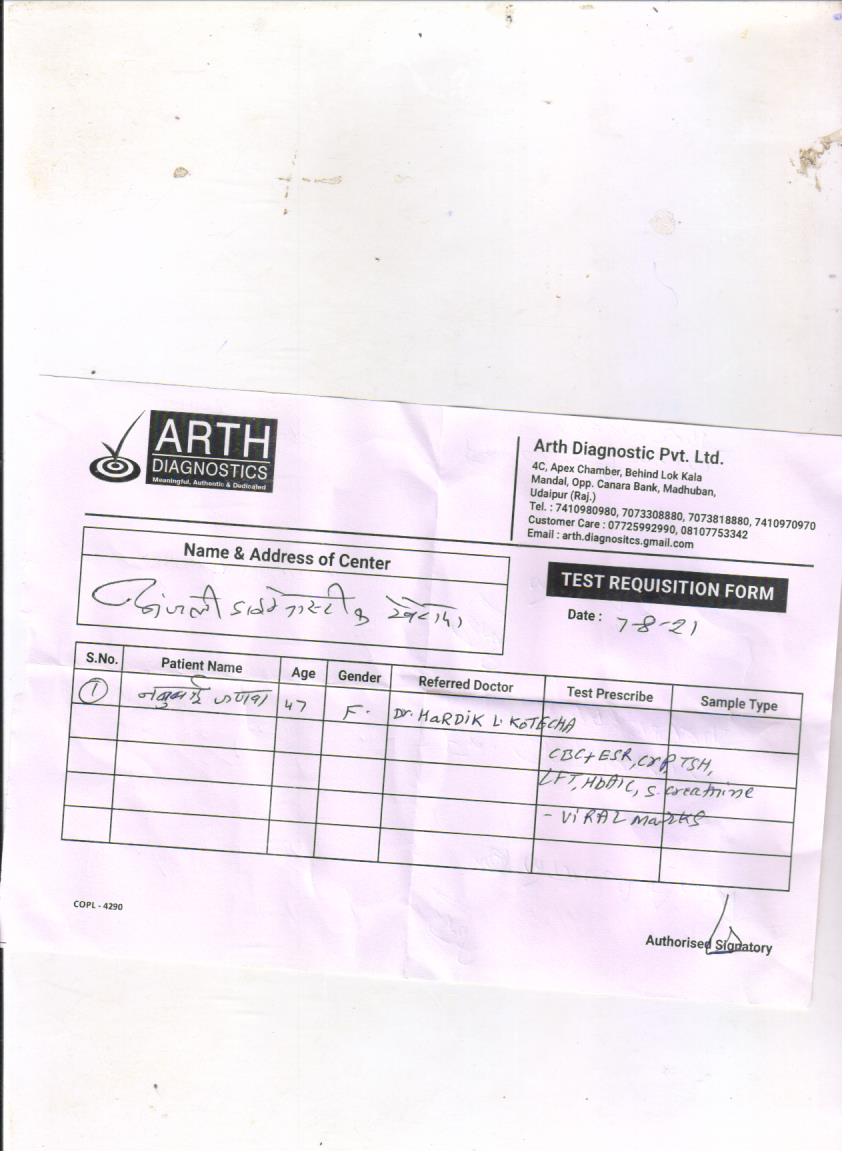 ARTH
DIAGNOSTICS
Meaningful, Authentic & Dedicated
Arth Diagnostic Pvt. Ltd.
4C, Apex Chamber, Behind Lok Kala
Mandal, Opp. Canara Bank, Madhuban,
Udaipur (Raj.)
Tel. : 7410980980, 7073308880, 7073818880, 7410970970
Customer Care : 07725992990, 08107753342
Email : arth.diagnositcs.gmail.com
Name & Address of Center
TEST REQUISITION FORM
Date : 7-8-21
S.No. Patient Name Age Gender Referred Doctor Test Prescribe Sample Type
1 47 F. Dr. HARDIK L. KOTECHA
CBC + ESR, CRP, TSH,
LFT, HbA1C, S. creatinine
- VIRAL Marks
COPL - 4290
Authorised Signatory